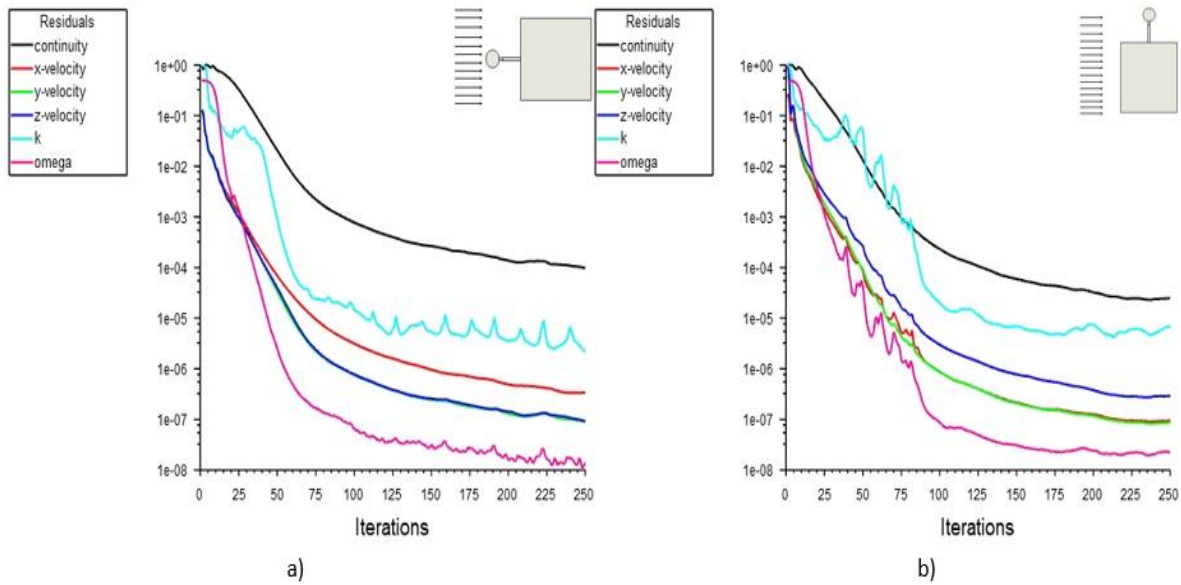 Residuals
continuity
x-velocity
y-velocity
z-velocity
k
omega
1e+00
1e-01
1e-02
1e-03
1e-04
1e-05
1e-06
1e-07
1e-08
0 25 50 75 100 125 150 175 200 225 250
Iterations
a)
Residuals
continuity
x-velocity
y-velocity
z-velocity
k
omega
1e+00
1e-01
1e-02
1e-03
1e-04
1e-05
1e-06
1e-07
1e-08
0 25 50 75 100 125 150 175 200 225 250
Iterations
b)